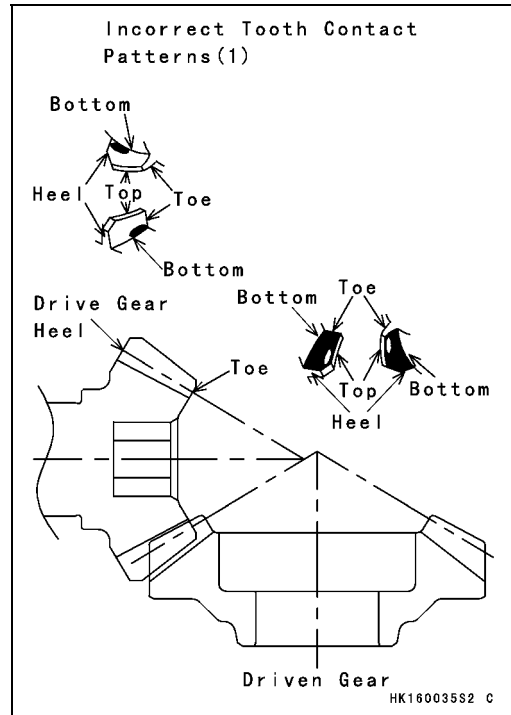 Incorrect Tooth Contact
Patterns(1)
Bottom
Heel
Top
Toe
Bottom
Drive Gear
Heel
Toe
Bottom
Toe
Top
Bottom
Heel
Driven Gear
HK160035S2 C